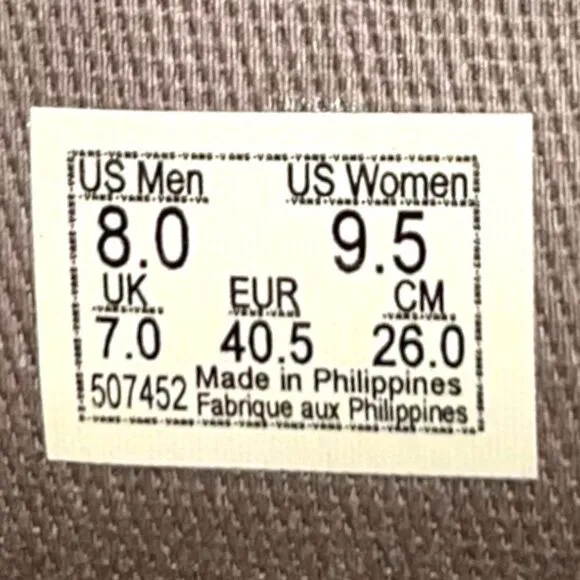 US Men US Women
8.0 9.5
UK EUR CM
7.0 40.5 26.0
507452 Made in Philippines
Fabrique aux Philippines